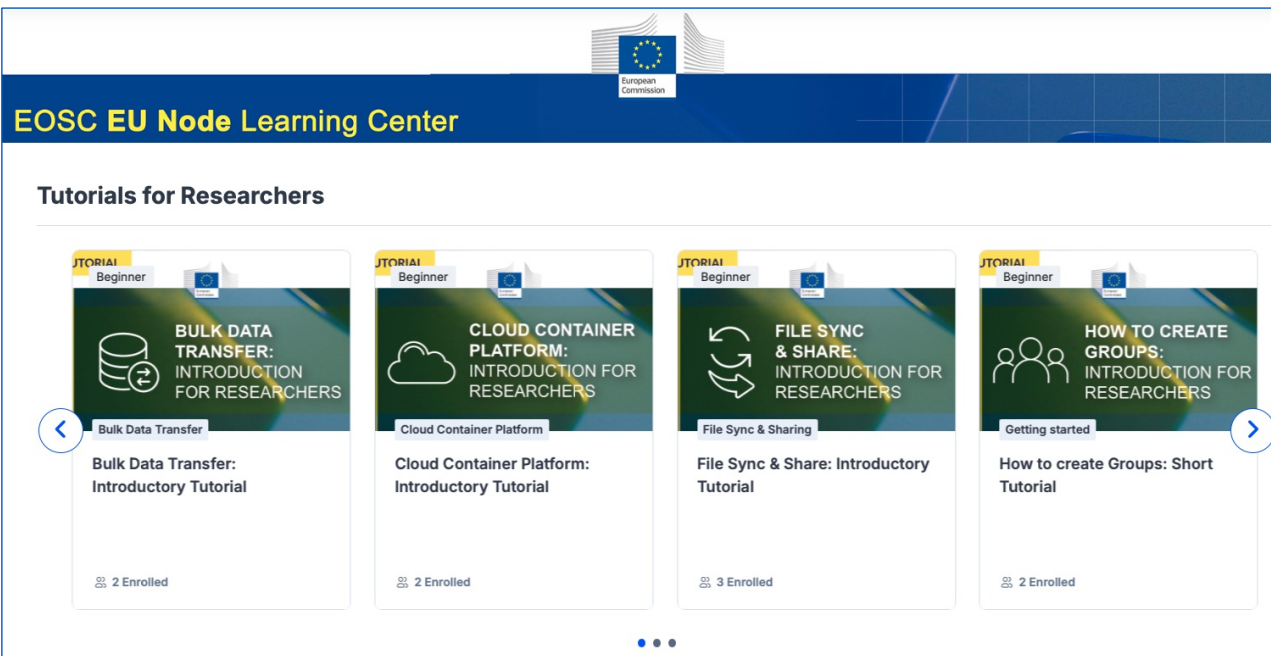 European
Commission
EOSC EU Node Learning Center
Tutorials for Researchers
UTORIAL
Beginner
BULK DATA
TRANSFER:
INTRODUCTION
FOR RESEARCHERS
Bulk Data Transfer
Bulk Data Transfer:
Introductory Tutorial
2 Enrolled
UTORIAL
Beginner
CLOUD CONTAINER
PLATFORM:
INTRODUCTION FOR
RESEARCHERS
Cloud Container Platform
Cloud Container Platform:
Introductory Tutorial
2 Enrolled
UTORIAL
Beginner
FILE SYNC
& SHARE:
INTRODUCTION FOR
RESEARCHERS
File Sync & Sharing
File Sync & Share: Introductory
Tutorial
3 Enrolled
UTORIAL
Beginner
HOW TO CREATE
GROUPS:
INTRODUCTION FOR
RESEARCHERS
Getting started
How to create Groups: Short
Tutorial
2 Enrolled